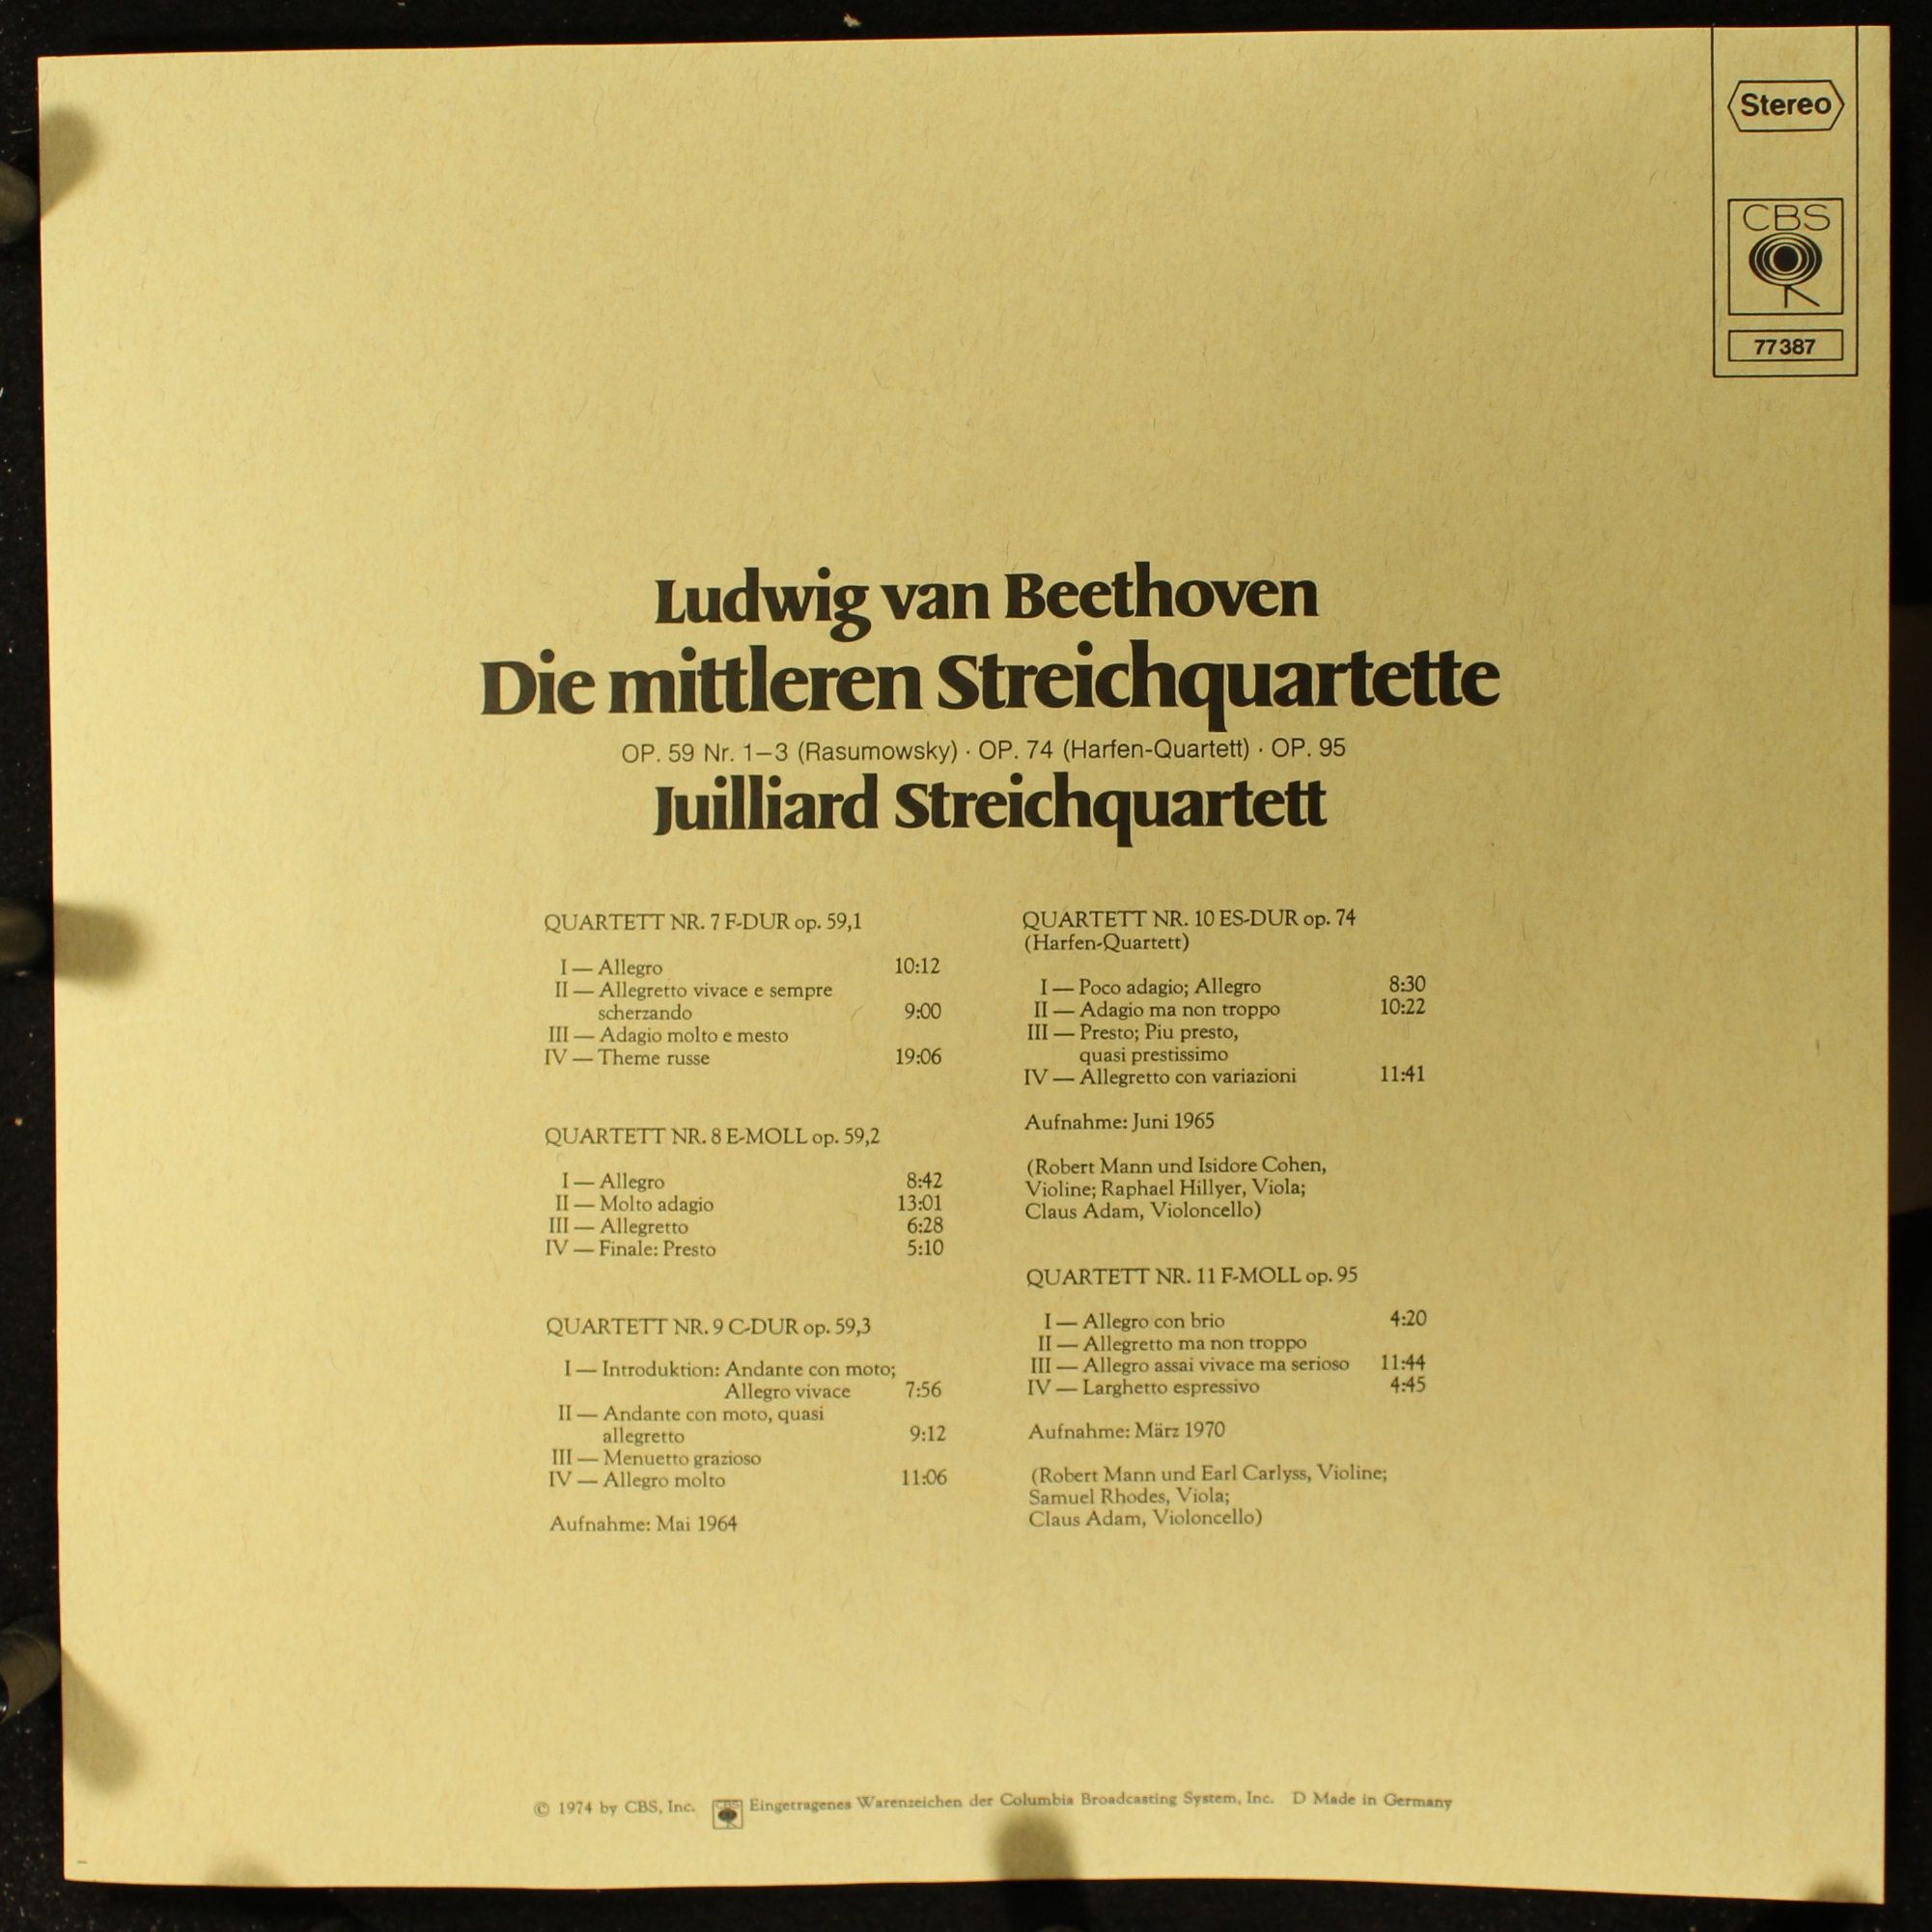 Stereo
CBS
77387
Ludwig van Beethoven
Die mittleren Streichquartette
OP. 59 Nr. 1–3 (Rasumowsky) · OP. 74 (Harfen-Quartett) · OP. 95
Juilliard Streichquartett
QUARTETT NR. 7 F-DUR op. 59,1
I — Allegro 10:12
II — Allegretto vivace e sempre
scherzando 9:00
III — Adagio molto e mesto
IV — Theme russe 19:06
QUARTETT NR. 8 E-MOLL op. 59,2
I — Allegro 8:42
II — Molto adagio 13:01
III — Allegretto 6:28
IV — Finale: Presto 5:10
QUARTETT NR. 9 C-DUR op. 59,3
I — Introduktion: Andante con moto;
Allegro vivace 7:56
II — Andante con moto, quasi
allegretto 9:12
III — Menuetto grazioso
IV — Allegro molto 11:06
Aufnahme: Mai 1964
QUARTETT NR. 10 ES-DUR op. 74
(Harfen-Quartett)
I — Poco adagio; Allegro 8:30
II — Adagio ma non troppo 10:22
III — Presto; Piu presto,
quasi prestissimo
IV — Allegretto con variazioni 11:41
Aufnahme: Juni 1965
(Robert Mann und Isidore Cohen,
Violine; Raphael Hillyer, Viola;
Claus Adam, Violoncello)
QUARTETT NR. 11 F-MOLL op. 95
I — Allegro con brio 4:20
II — Allegretto ma non troppo
III — Allegro assai vivace ma serioso 11:44
IV — Larghetto espressivo 4:45
Aufnahme: März 1970
(Robert Mann und Earl Carlyss, Violine;
Samuel Rhodes, Viola;
Claus Adam, Violoncello)
© 1974 by CBS, Inc. CBS Eingetragenes Warenzeichen der Columbia Broadcasting System, Inc. D Made in Germany